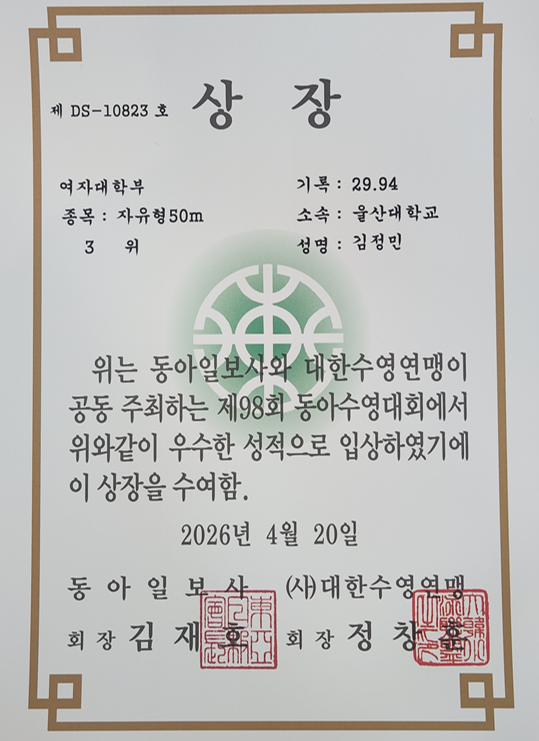 제 DS-10823 호
상 장
여자대학부
기록 : 29.94
종목 : 자유형50m
소속 : 울산대학교
3 위
성명 : 김정민
위는 동아일보사와 대한수영연맹이
공동 주최하는 제98회 동아수영대회에서
위와같이 우수한 성적으로 입상하였기에
이 상장을 수여함.
2026년 4월 20일
동 아 일 보 사 (사)대한수영연맹
회 장 김 재 호 회 장 정 창 훈